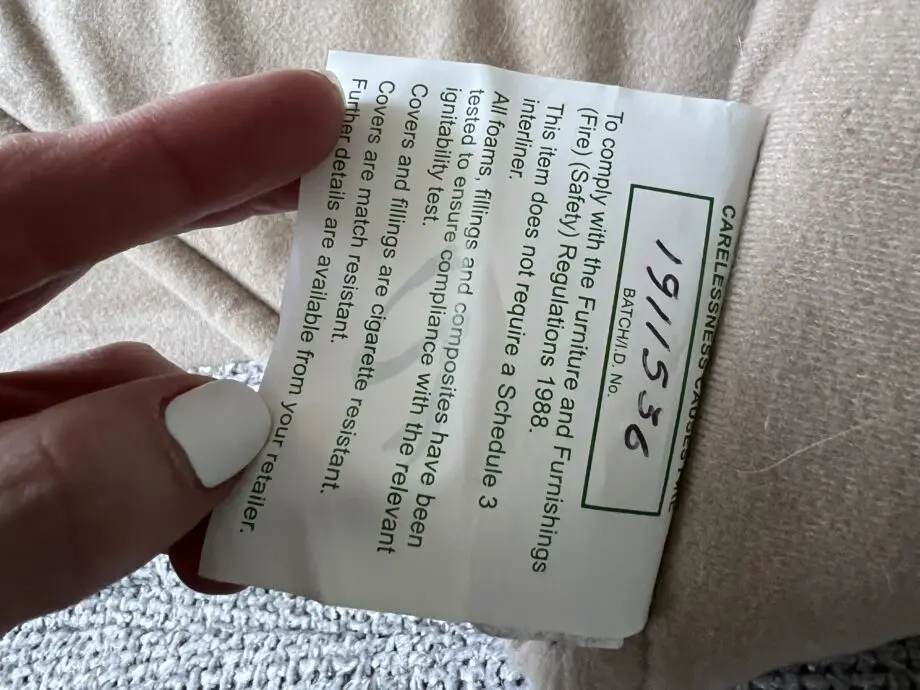 CARELESSNESS CAUSES FIRE
1911536
BATCH/I.D. No.
To comply with the Furniture and Furnishings
(Fire) (Safety) Regulations 1988.
This item does not require a Schedule 3
interliner.
All foams, fillings and composites have been
tested to ensure compliance with the relevant
ignitability test.
Covers and fillings are cigarette resistant.
Covers are match resistant.
Further details are available from your retailer.